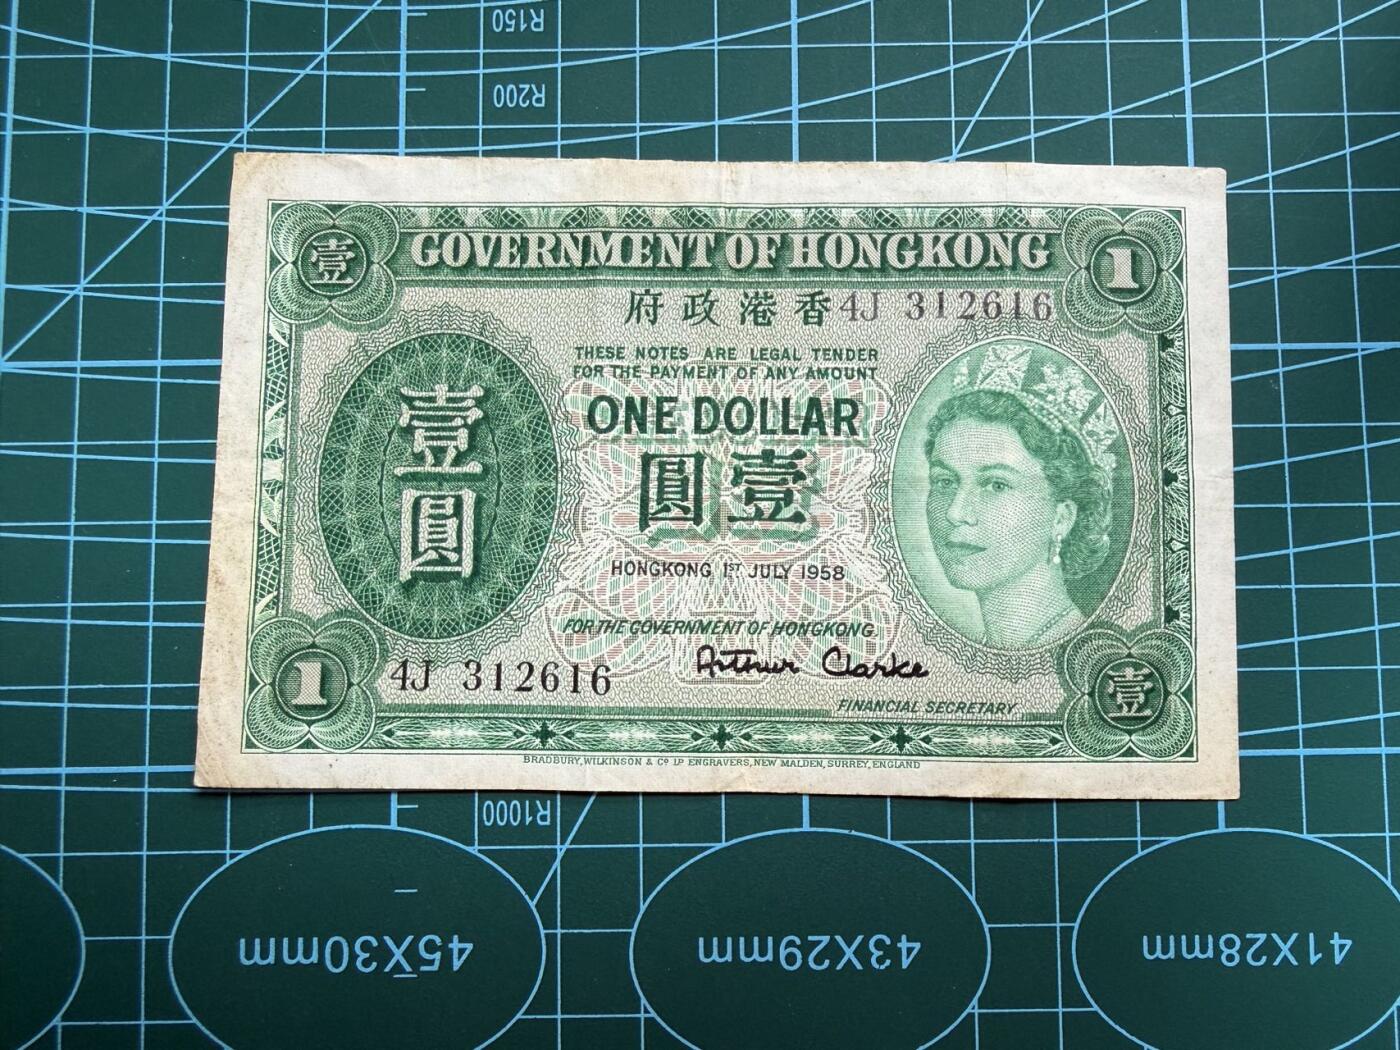 R150
R200
壹
GOVERNMENT OF HONGKONG
1
府政港香
4J 312616
THESE NOTES ARE LEGAL TENDER
FOR THE PAYMENT OF ANY AMOUNT
ONE DOLLAR
壹圓
圓壹
HONGKONG 1ST JULY 1958
FOR THE GOVERNMENT OF HONGKONG.
Arthur Clarke
4J 312616
FINANCIAL SECRETARY
1
壹
BRADBURY, WILKINSON & CO LD ENGRAVERS, NEW MALDEN, SURREY, ENGLAND
R1000
45X30mm
43X29mm
41X28mm